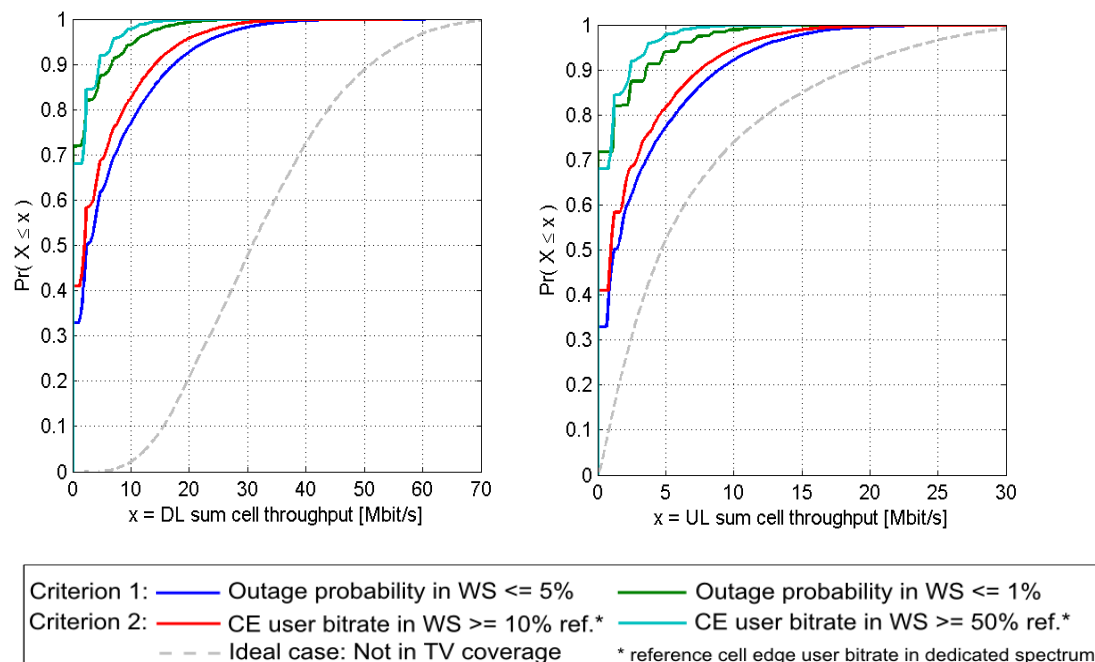 1
0.9
0.8
0.7
0.6
0.5
0.4
0.3
0.2
0.1
0
Pr( X ≤ x )
0 10 20 30 40 50 60 70
x = DL sum cell throughput [Mbit/s]
1
0.9
0.8
0.7
0.6
0.5
0.4
0.3
0.2
0.1
0
Pr( X ≤ x )
0 5 10 15 20 25 30
x = UL sum cell throughput [Mbit/s]
Criterion 1: Outage probability in WS <= 5% Outage probability in WS <= 1%
Criterion 2: CE user bitrate in WS >= 10% ref.* CE user bitrate in WS >= 50% ref.*
Ideal case: Not in TV coverage * reference cell edge user bitrate in dedicated spectrum